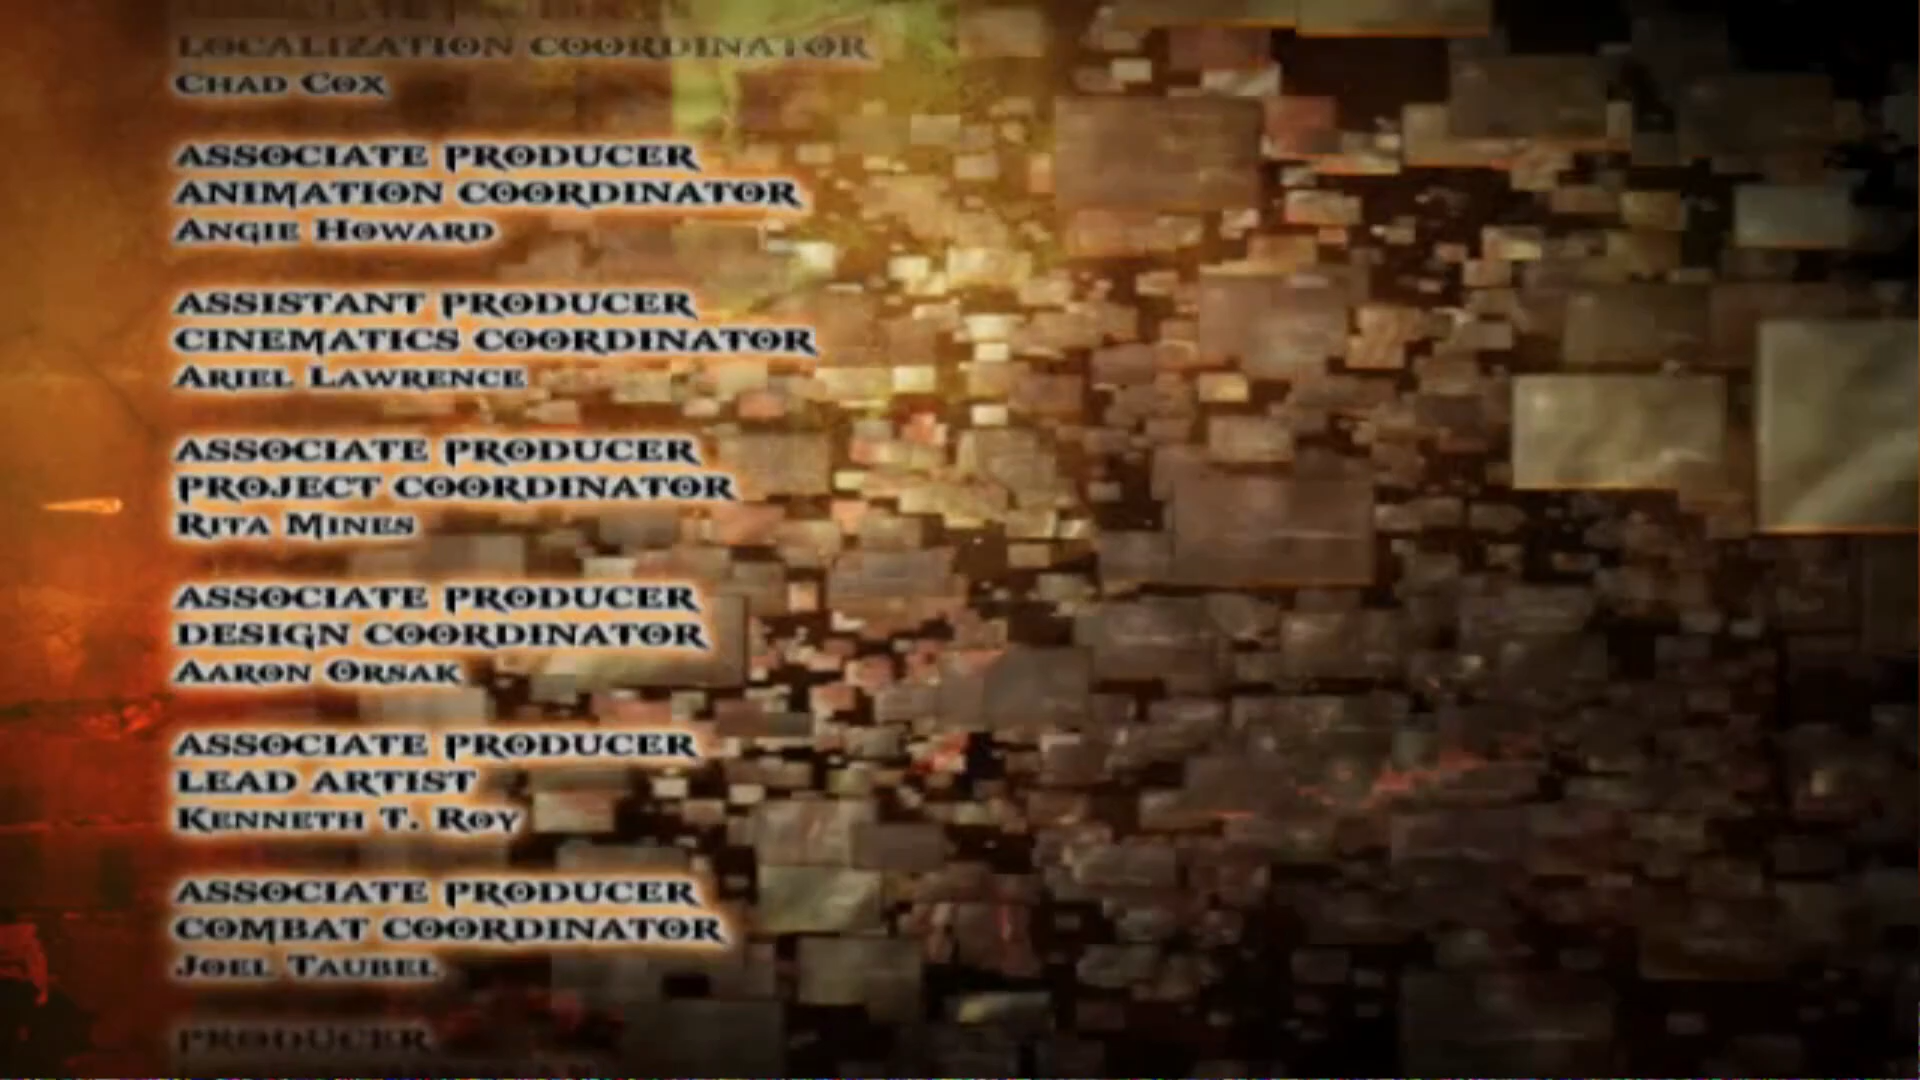 LOCALIZATION COORDINATOR
CHAD COX
ASSOCIATE PRODUCER
ANIMATION COORDINATOR
ANGIE HOWARD
ASSISTANT PRODUCER
CINEMATICS COORDINATOR
ARIEL LAWRENCE
ASSOCIATE PRODUCER
PROJECT COORDINATOR
RITA MINES
ASSOCIATE PRODUCER
DESIGN COORDINATOR
AARON ORSAK
ASSOCIATE PRODUCER
LEAD ARTIST
KENNETH T. ROY
ASSOCIATE PRODUCER
COMBAT COORDINATOR
JOEL TAUBEL
PRODUCER